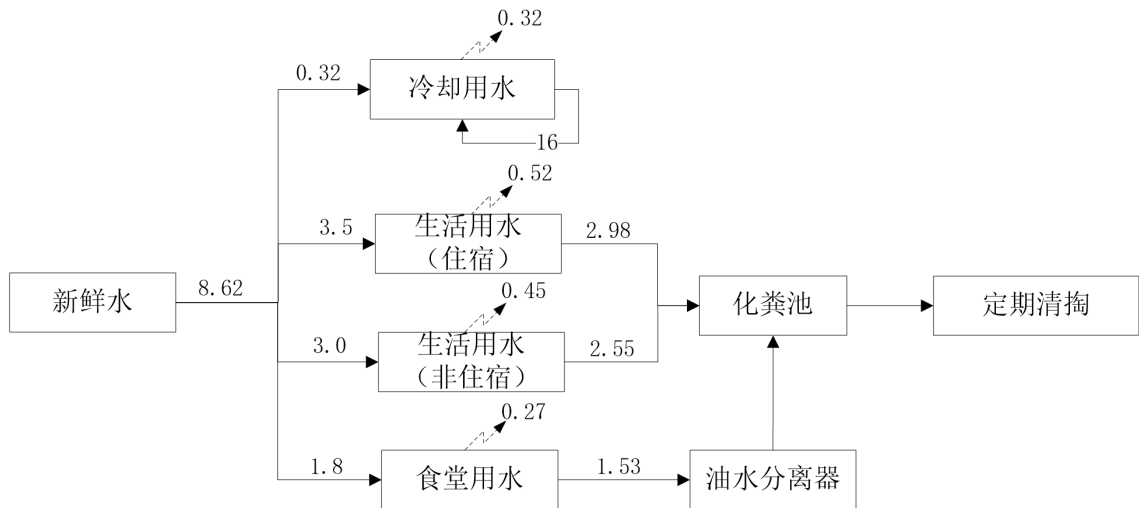 0.32
0.32
冷却用水
16
0.52
3.5
生活用水
（住宿）
2.98
新鲜水
8.62
0.45
化粪池
定期清掏
3.0
生活用水
（非住宿）
2.55
0.27
1.8
食堂用水
1.53
油水分离器